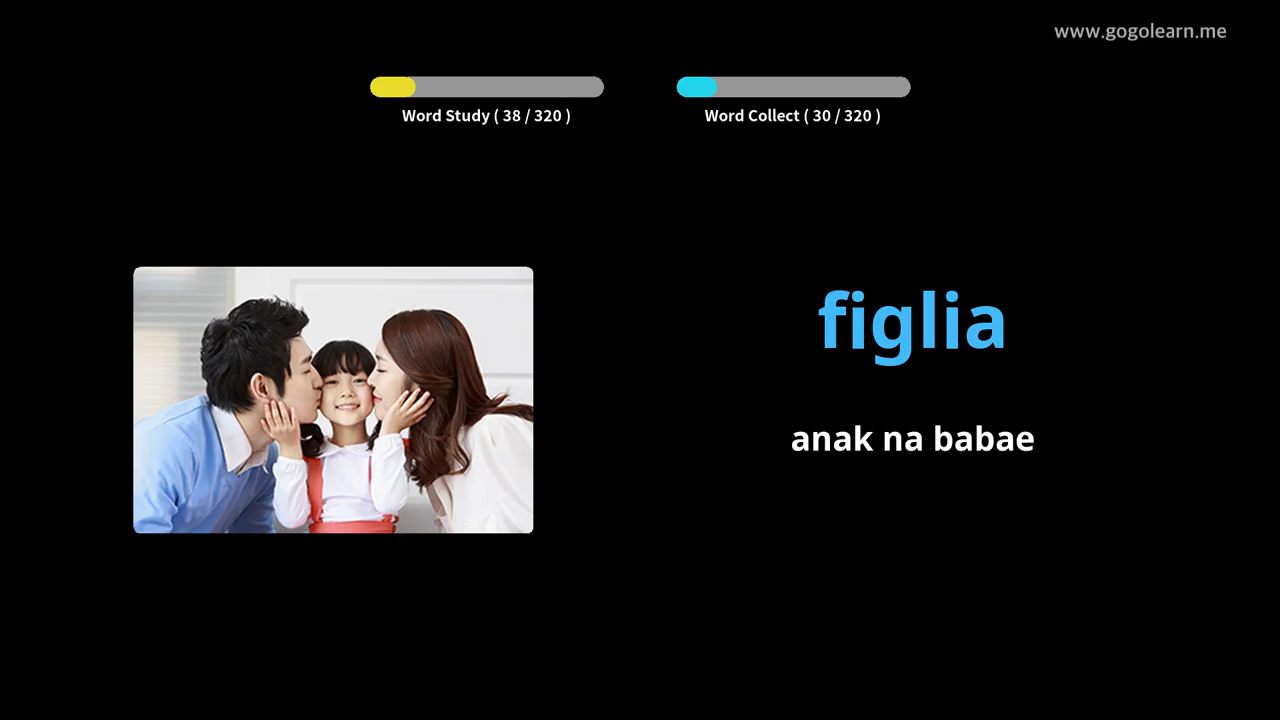 www.gogolearn.me
Word Study ( 38 / 320 )
Word Collect ( 30 / 320 )
figlia
anak na babae